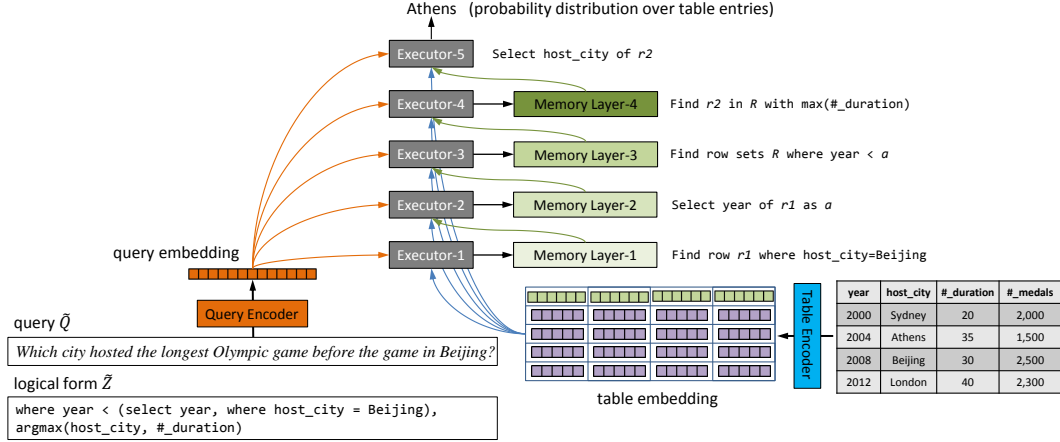 Athens (probability distribution over table entries)
Executor-5 Select host_city of r2
Executor-4 Memory Layer-4 Find r2 in R with max(#_duration)
Executor-3 Memory Layer-3 Find row sets R where year < a
Executor-2 Memory Layer-2 Select year of r1 as a
Executor-1 Memory Layer-1 Find row r1 where host_city=Beijing
query embedding
Query Encoder
query Q̃
Which city hosted the longest Olympic game before the game in Beijing?
logical form Z̃
where year < (select year, where host_city = Beijing),
argmax(host_city, #_duration)
table embedding
Table Encoder
year host_city #_duration #_medals
2000 Sydney 20 2,000
2004 Athens 35 1,500
2008 Beijing 30 2,500
2012 London 40 2,300